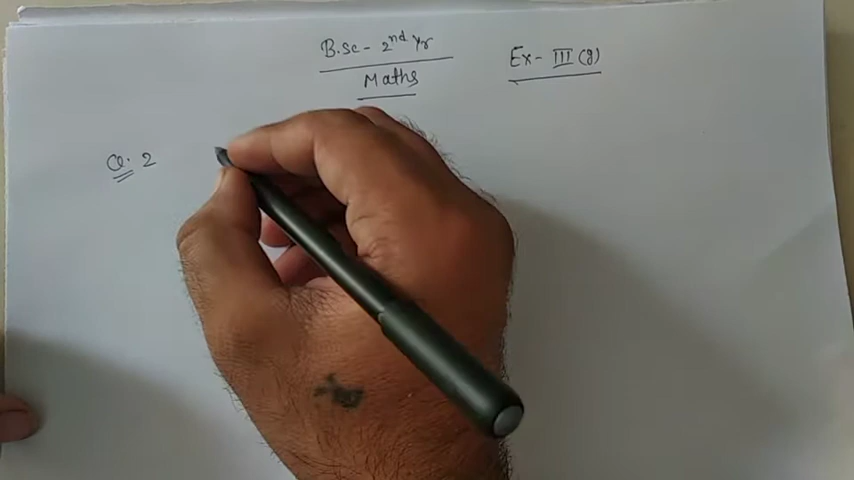 B.Sc - 2nd Yr
Maths
Ex - III (g)
Q. 2